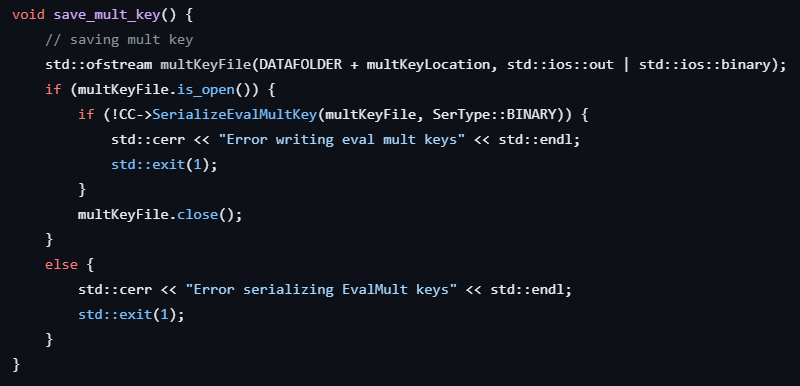 void save_mult_key() {
    // saving mult key
    std::ofstream multKeyFile(DATAFOLDER + multKeyLocation, std::ios::out | std::ios::binary);
    if (multKeyFile.is_open()) {
        if (!CC->SerializeEvalMultKey(multKeyFile, SerType::BINARY)) {
            std::cerr << "Error writing eval mult keys" << std::endl;
            std::exit(1);
        }
        multKeyFile.close();
    }
    else {
        std::cerr << "Error serializing EvalMult keys" << std::endl;
        std::exit(1);
    }
}